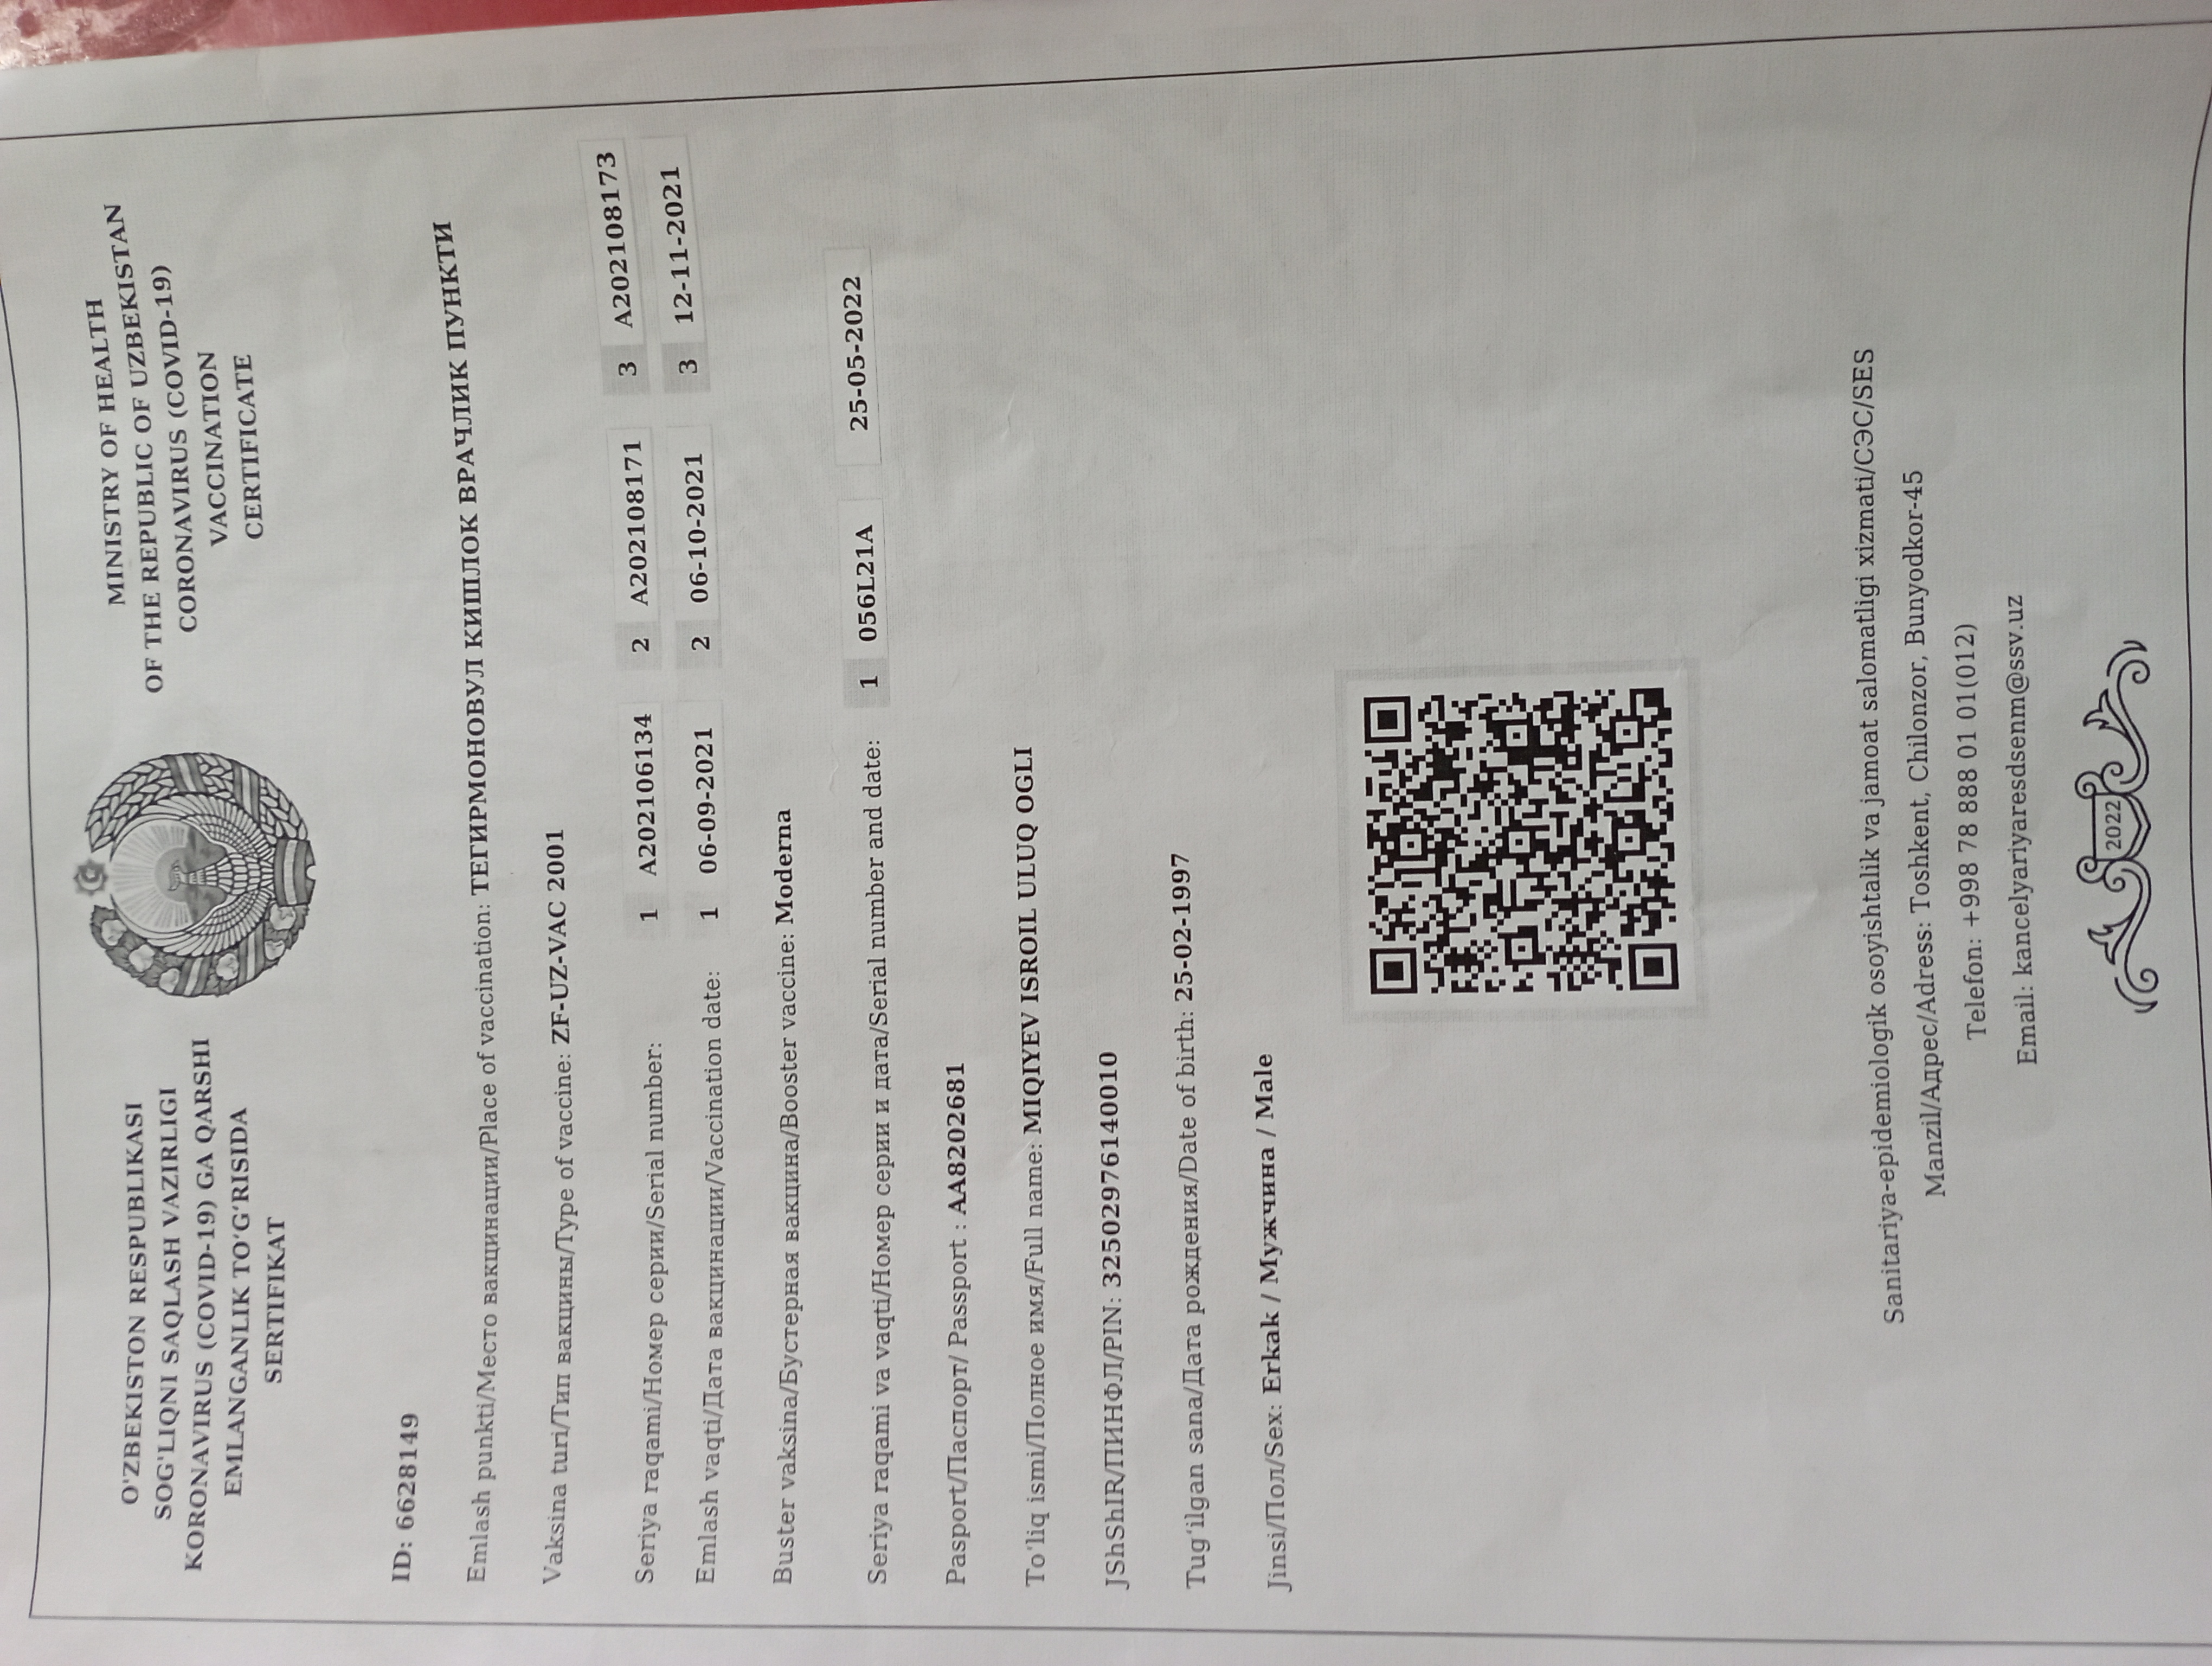 O'ZBEKISTON RESPUBLIKASI
SOG'LIQNI SAQLASH VAZIRLIGI
KORONAVIRUS (COVID-19) GA QARSHI
EMLANGANLIK TO‘G‘RISIDA
SERTIFIKAT
MINISTRY OF HEALTH
OF THE REPUBLIC OF UZBEKISTAN
CORONAVIRUS (COVID-19)
VACCINATION
CERTIFICATE
ID: 6628149
Emlash punkti/Место вакцинации/Place of vaccination: ТЕГИРМОНОВУЛ КИШЛОК ВРАЧЛИК ПУНКТИ
Vaksina turi/Тип вакцины/Type of vaccine: ZF-UZ-VAC 2001
Seriya raqami/Номер серии/Serial number: 1 A202106134 2 A202108171 3 A202108173
Emlash vaqti/Дата вакцинации/Vaccination date: 1 06-09-2021 2 06-10-2021 3 12-11-2021
Buster vaksina/Бустерная вакцина/Booster vaccine: Moderna
Seriya raqami va vaqti/Номер серии и дата/Serial number and date: 1 056L21A 25-05-2022
Pasport/Паспорт/ Passport : AA8202681
To‘liq ismi/Полное имя/Full name: MIQIYEV ISROIL ULUQ OGLI
JShShIR/ПИНФЛ/PIN: 32502976140010
Tug‘ilgan sana/Дата рождения/Date of birth: 25-02-1997
Jinsi/Пол/Sex: Erkak / Мужчина / Male
Sanitariya-epidemiologik osoyishtalik va jamoat salomatligi xizmati/СЭС/SES
Manzil/Адрес/Adress: Toshkent, Chilonzor, Bunyodkor-45
Telefon: +998 78 888 01 01(012)
Email: kancelyariyaresdsenm@ssv.uz
2022